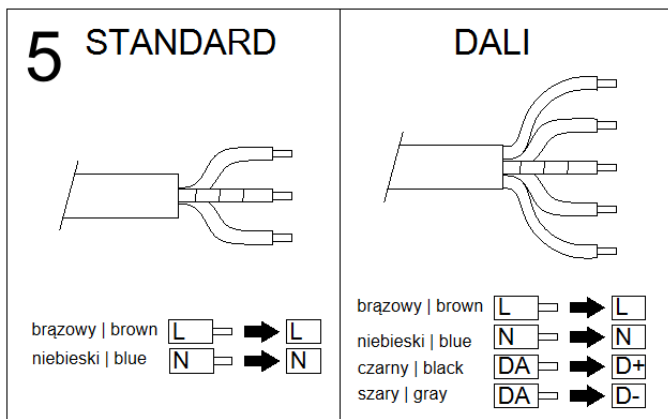 5 STANDARD
brązowy | brown L L
niebieski | blue N N
DALI
brązowy | brown L L
niebieski | blue N N
czarny | black DA D+
szary | gray DA D-